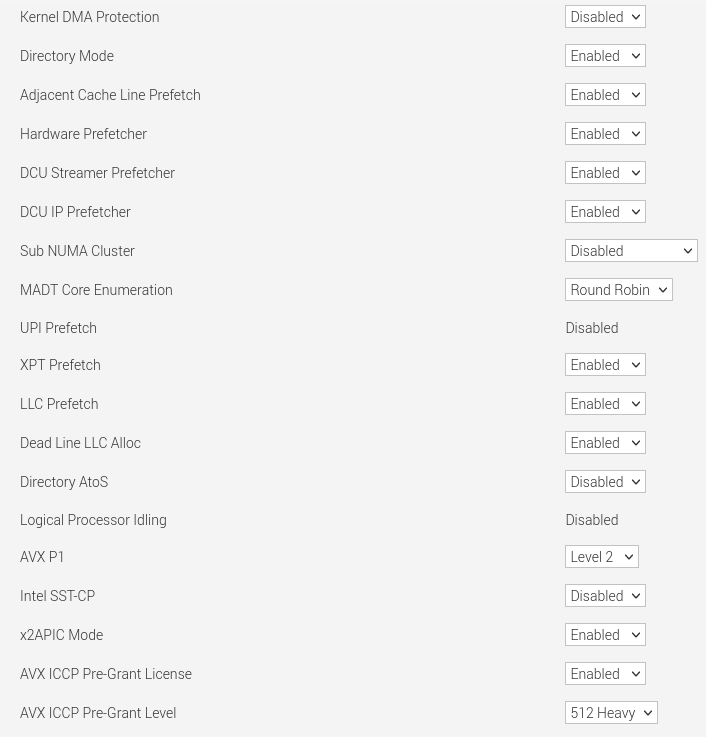 Kernel DMA Protection Disabled
Directory Mode Enabled
Adjacent Cache Line Prefetch Enabled
Hardware Prefetcher Enabled
DCU Streamer Prefetcher Enabled
DCU IP Prefetcher Enabled
Sub NUMA Cluster Disabled
MADT Core Enumeration Round Robin
UPI Prefetch Disabled
XPT Prefetch Enabled
LLC Prefetch Enabled
Dead Line LLC Alloc Enabled
Directory AtoS Disabled
Logical Processor Idling Disabled
AVX P1 Level 2
Intel SST-CP Disabled
x2APIC Mode Enabled
AVX ICCP Pre-Grant License Enabled
AVX ICCP Pre-Grant Level 512 Heavy